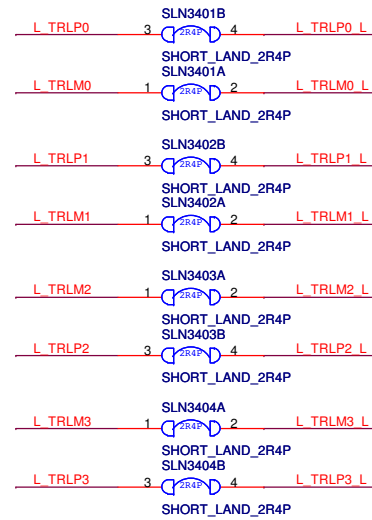 SLN3401B
L_TRLP0 3 2R4P 4 L_TRLP0_L
SHORT_LAND_2R4P
SLN3401A
L_TRLM0 1 2R4P 2 L_TRLM0_L
SHORT_LAND_2R4P
SLN3402B
L_TRLP1 3 2R4P 4 L_TRLP1_L
SHORT_LAND_2R4P
SLN3402A
L_TRLM1 1 2R4P 2 L_TRLM1_L
SHORT_LAND_2R4P
SLN3403A
L_TRLM2 1 2R4P 2 L_TRLM2_L
SHORT_LAND_2R4P
SLN3403B
L_TRLP2 3 2R4P 4 L_TRLP2_L
SHORT_LAND_2R4P
SLN3404A
L_TRLM3 1 2R4P 2 L_TRLM3_L
SHORT_LAND_2R4P
SLN3404B
L_TRLP3 3 2R4P 4 L_TRLP3_L
SHORT_LAND_2R4P